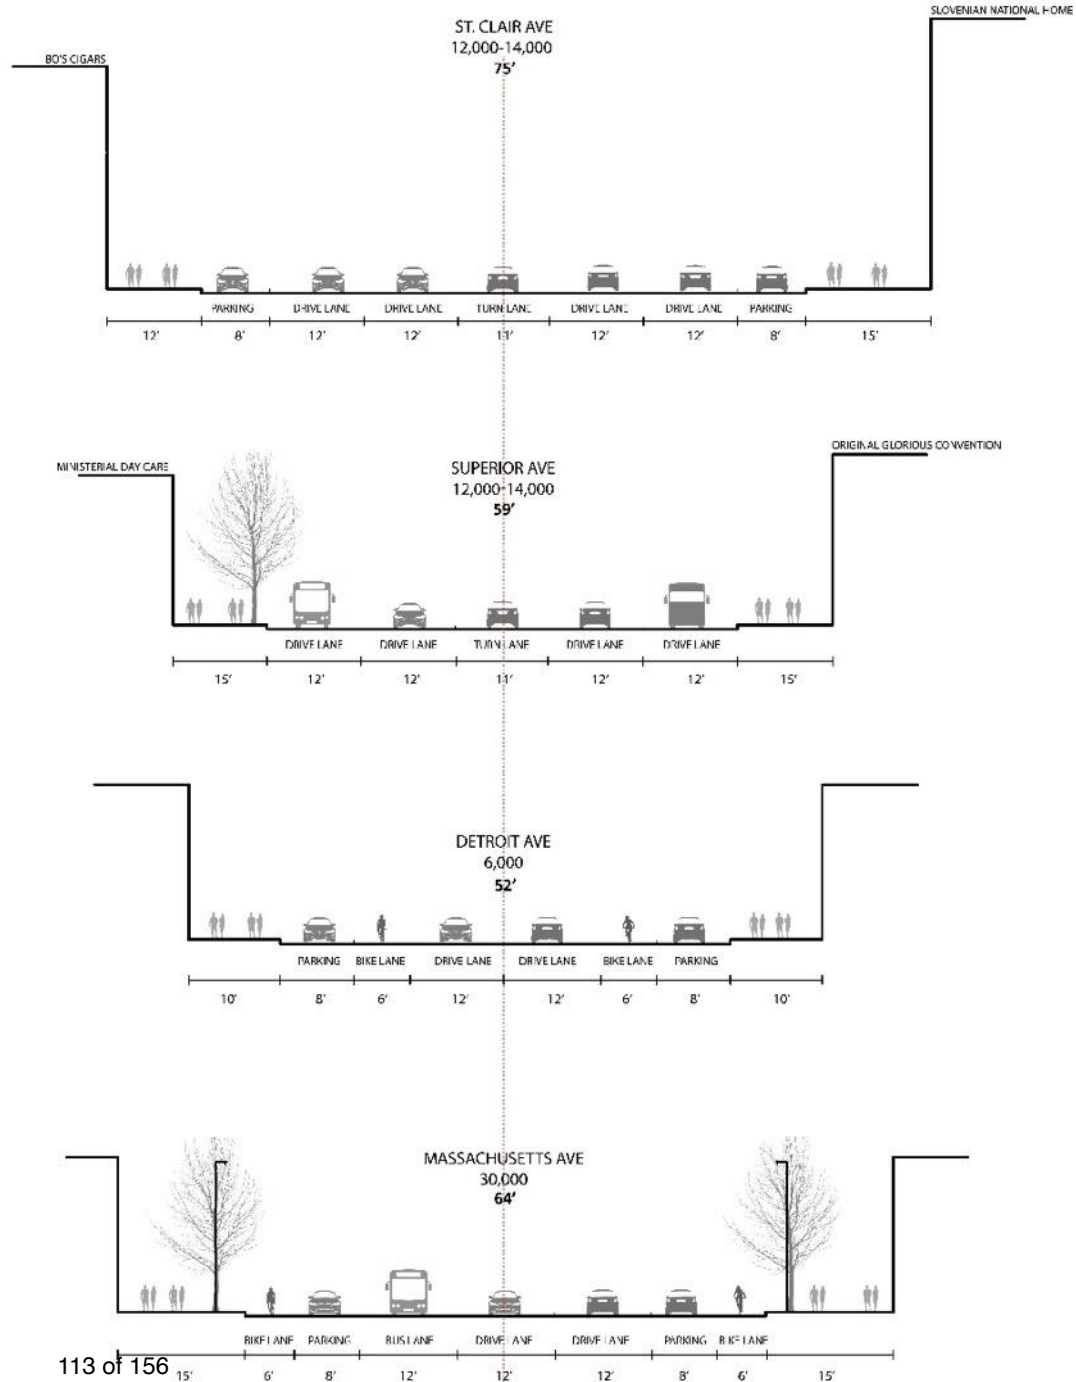 SLOVENIAN NATIONAL HOME
ST. CLAIR AVE
12,000-14,000
75'
BO'S CIGARS
PARKING DRIVE LANE DRIVE LANE TURN LANE DRIVE LANE DRIVE LANE PARKING
12' 8' 12' 12' 11' 12' 12' 8' 15'
ORIGINAL GLORIOUS CONVENTION
MINISTERIAL DAY CARE
SUPERIOR AVE
12,000-14,000
59'
DRIVE LANE DRIVE LANE TURN LANE DRIVE LANE DRIVE LANE
15' 12' 12' 11' 12' 12' 15'
DETROIT AVE
6,000
52'
PARKING BIKE LANE DRIVE LANE DRIVE LANE BIKE LANE PARKING
10' 8' 6' 12' 12' 6' 8' 10'
MASSACHUSETTS AVE
30,000
64'
BIKE LANE PARKING BUS LANE DRIVE LANE DRIVE LANE PARKING BIKE LANE
15' 6' 8' 12' 12' 12' 8' 6' 15'
113 of 156